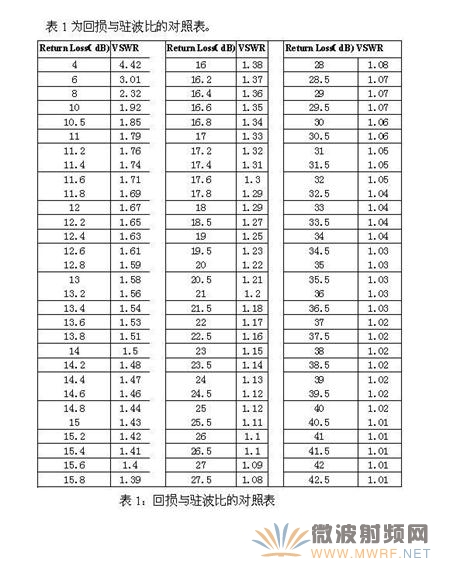 表 1 为回损与驻波比的对照表。
Return Loss( dB) VSWR Return Loss( dB) VSWR Return Loss( dB) VSWR
4 4.42 16 1.38 28 1.08
6 3.01 16.2 1.37 28.5 1.07
8 2.32 16.4 1.36 29 1.07
10 1.92 16.6 1.35 29.5 1.07
10.5 1.85 16.8 1.34 30 1.06
11 1.79 17 1.33 30.5 1.06
11.2 1.76 17.2 1.32 31 1.05
11.4 1.74 17.4 1.31 31.5 1.05
11.6 1.71 17.6 1.3 32 1.05
11.8 1.69 17.8 1.29 32.5 1.04
12 1.67 18 1.29 33 1.04
12.2 1.65 18.5 1.27 33.5 1.04
12.4 1.63 19 1.25 34 1.04
12.6 1.61 19.5 1.23 34.5 1.03
12.8 1.59 20 1.22 35 1.03
13 1.58 20.5 1.21 35.5 1.03
13.2 1.56 21 1.2 36 1.03
13.4 1.54 21.5 1.18 36.5 1.03
13.6 1.53 22 1.17 37 1.02
13.8 1.51 22.5 1.16 37.5 1.02
14 1.5 23 1.15 38 1.02
14.2 1.48 23.5 1.14 38.5 1.02
14.4 1.47 24 1.13 39 1.02
14.6 1.46 24.5 1.12 39.5 1.02
14.8 1.44 25 1.12 40 1.02
15 1.43 25.5 1.11 40.5 1.01
15.2 1.42 26 1.1 41 1.01
15.4 1.41 26.5 1.1 41.5 1.01
15.6 1.4 27 1.09 42 1.01
15.8 1.39 27.5 1.08 42.5 1.01
表 1：回损与驻波比的对照表
微波射频网
WWW.MWRF.NET